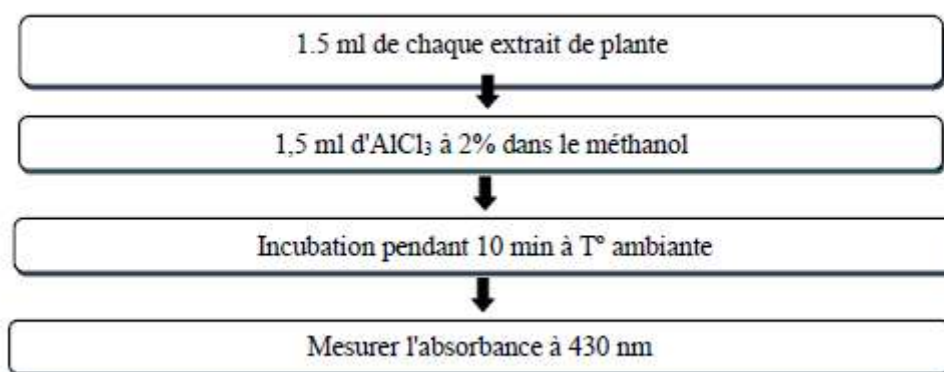 1.5 ml de chaque extrait de plante
1,5 ml d'AlCl₃ à 2% dans le méthanol
Incubation pendant 10 min à T° ambiante
Mesurer l'absorbance à 430 nm